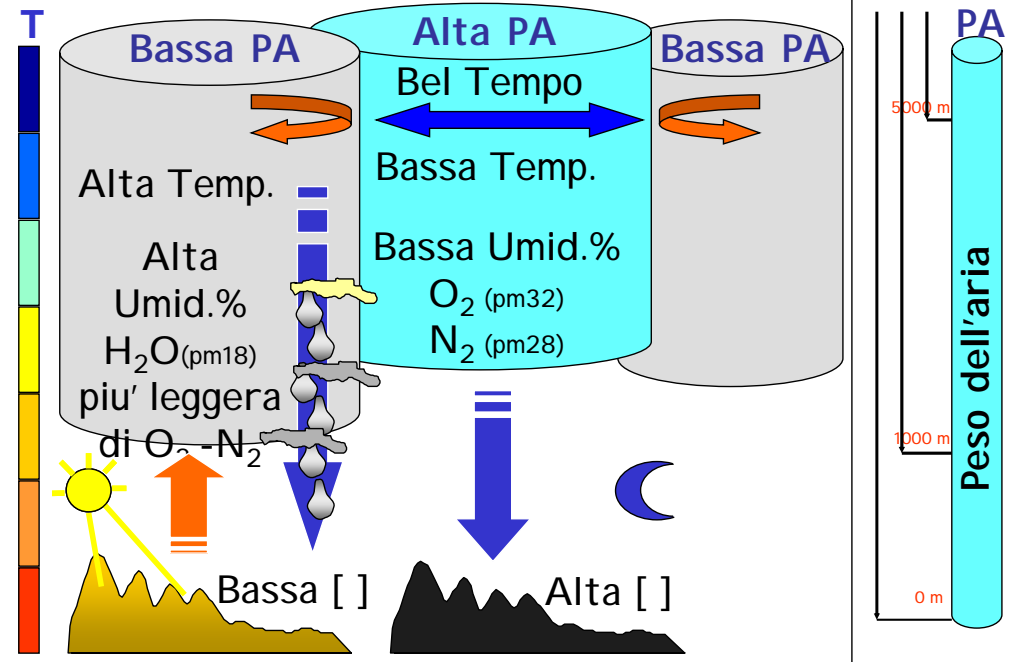 T
Bassa PA
Alta PA
Bassa PA
PA
Bel Tempo
Alta Temp.
Bassa Temp.
Alta
Umid.%
H₂O(pm18)
piu' leggera
di O₂ -N₂
Bassa Umid.%
O₂ (pm32)
N₂ (pm28)
Bassa [ ]
Alta [ ]
5000 m
1000 m
0 m
Peso dell'aria